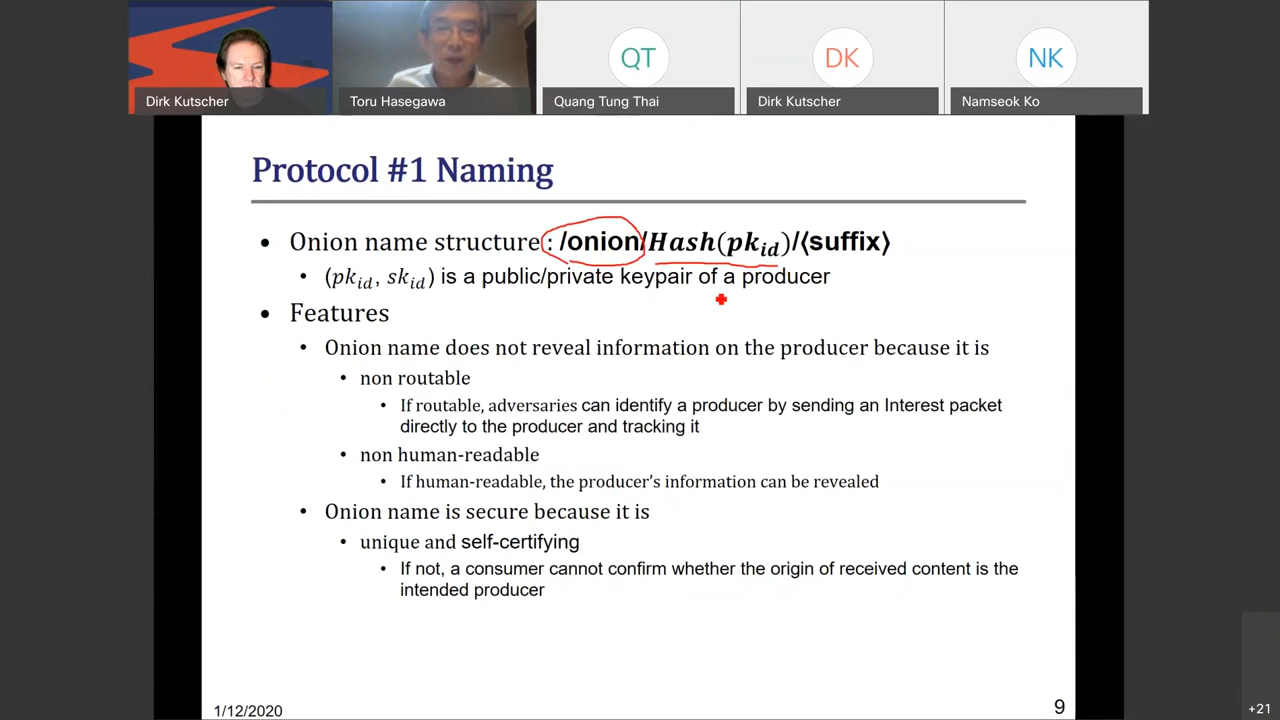 QT
DK
NK
Dirk Kutscher
Toru Hasegawa
Quang Tung Thai
Dirk Kutscher
Namseok Ko
Protocol #1 Naming
• Onion name structure : /onion/Hash(pk_id)/⟨suffix⟩
• (pk_id, sk_id) is a public/private keypair of a producer
• Features
• Onion name does not reveal information on the producer because it is
• non routable
• If routable, adversaries can identify a producer by sending an Interest packet
directly to the producer and tracking it
• non human-readable
• If human-readable, the producer's information can be revealed
• Onion name is secure because it is
• unique and self-certifying
• If not, a consumer cannot confirm whether the origin of received content is the
intended producer
1/12/2020
9
+21